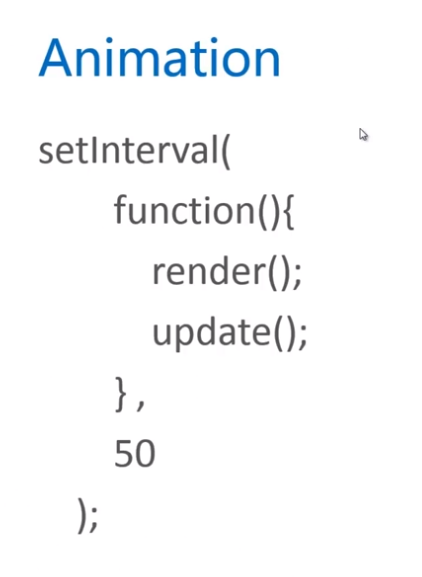 Animation
setInterval(
function(){
render();
update();
} ,
50
);